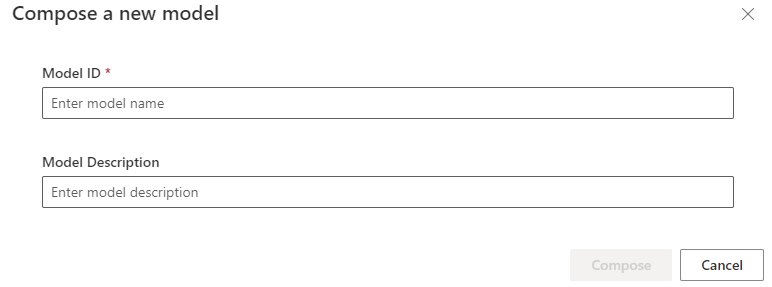 Compose a new model
Model ID *
Enter model name
Model Description
Enter model description
Compose
Cancel